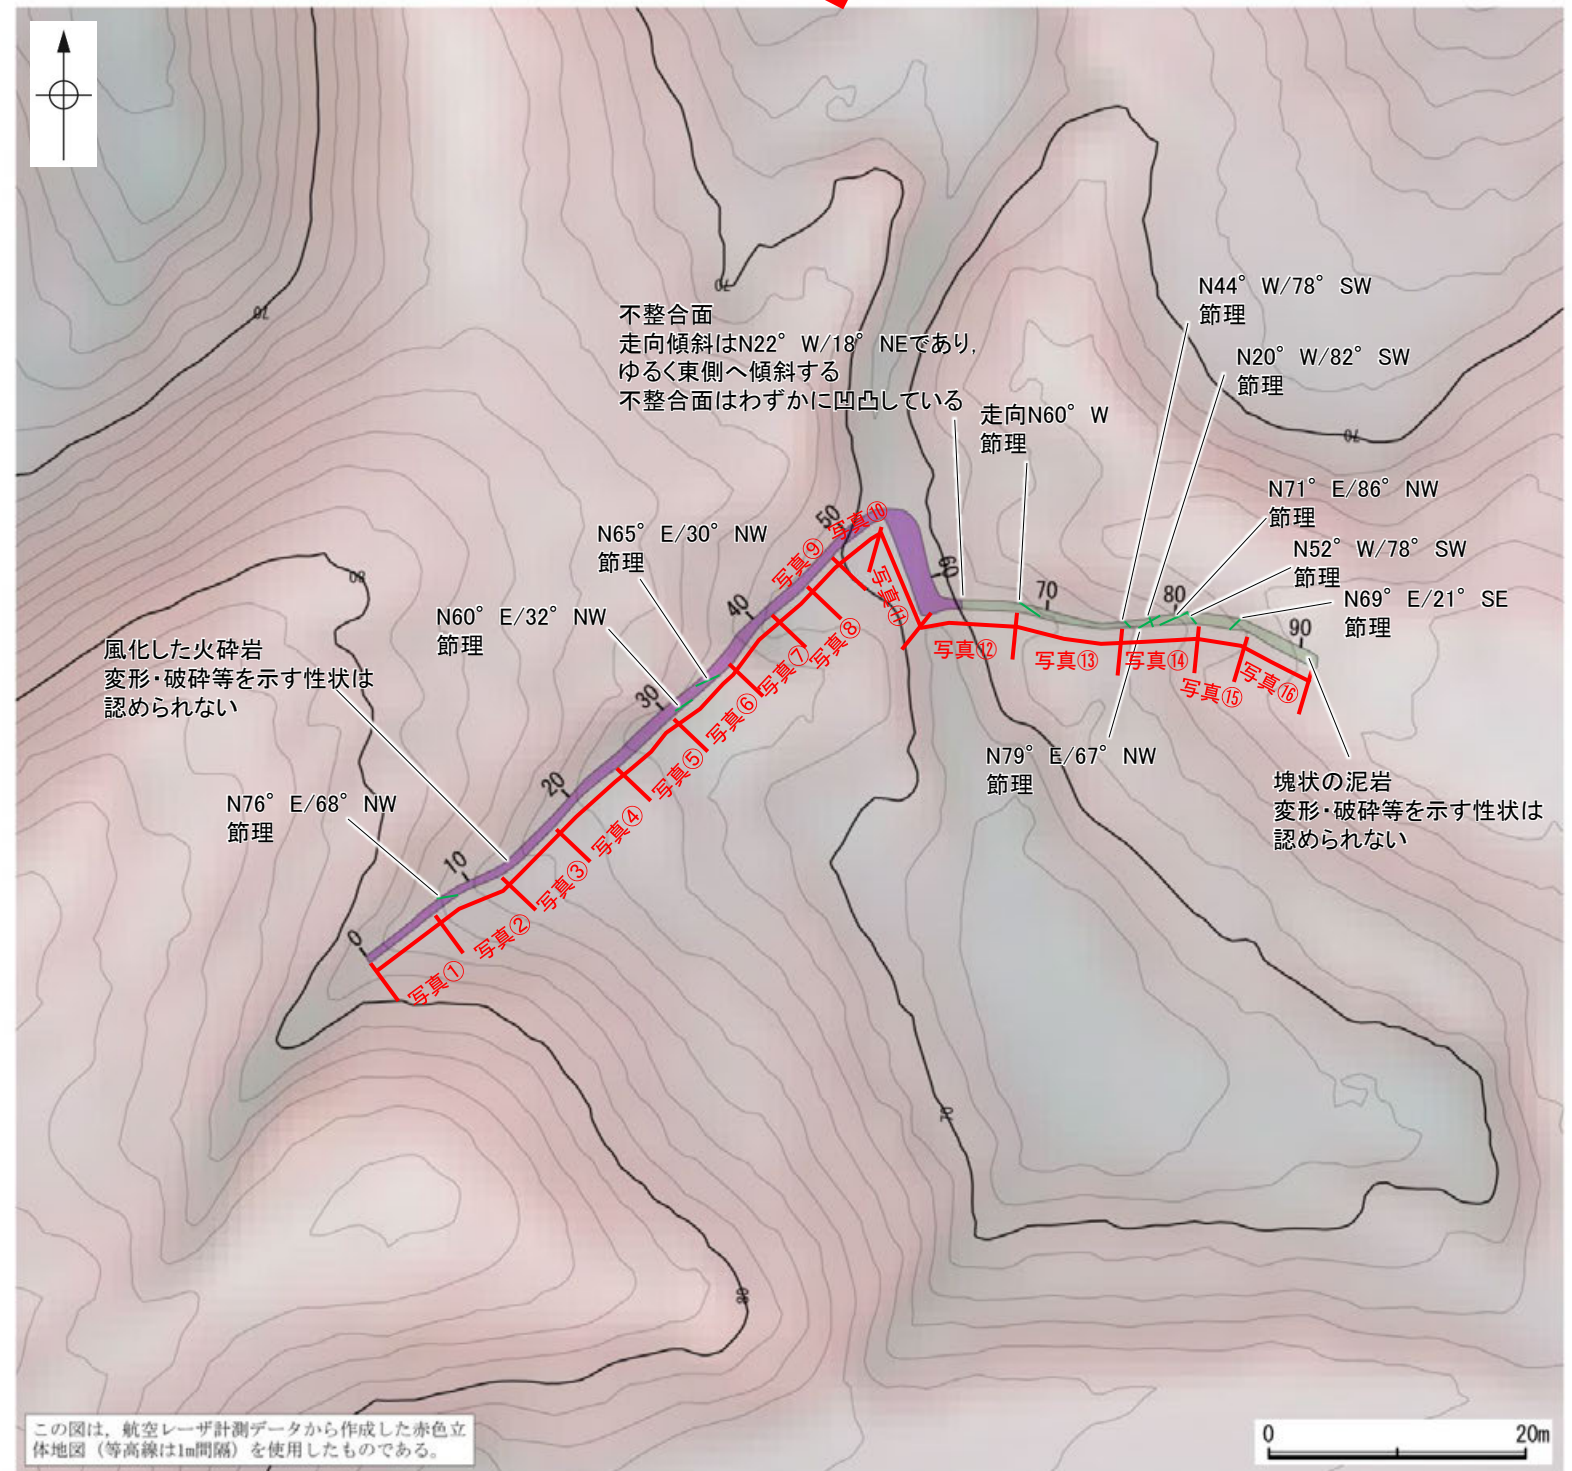 70
70
N44° W/78° SW
節理
不整合面
走向傾斜はN22° W/18° NEであり,
ゆるく東側へ傾斜する
不整合面はわずかに凹凸している
N20° W/82° SW
節理
走向N60° W
節理
70
N71° E/86° NW
節理
N65° E/30° NW
節理
N52° W/78° SW
節理
N69° E/21° SE
節理
80
N60° E/32° NW
節理
風化した火砕岩
変形・破砕等を示す性状は
認められない
N76° E/68° NW
節理
N79° E/67° NW
節理
塊状の泥岩
変形・破砕等を示す性状は
認められない
0
10
20
30
40
50
60
70
80
90
写真①
写真②
写真③
写真④
写真⑤
写真⑥
写真⑦
写真⑧
写真⑨
写真⑩
写真⑪
写真⑫
写真⑬
写真⑭
写真⑮
写真⑯
70
80
この図は，航空レーザ計測データから作成した赤色立
体地図（等高線は1m間隔）を使用したものである。
0 20m